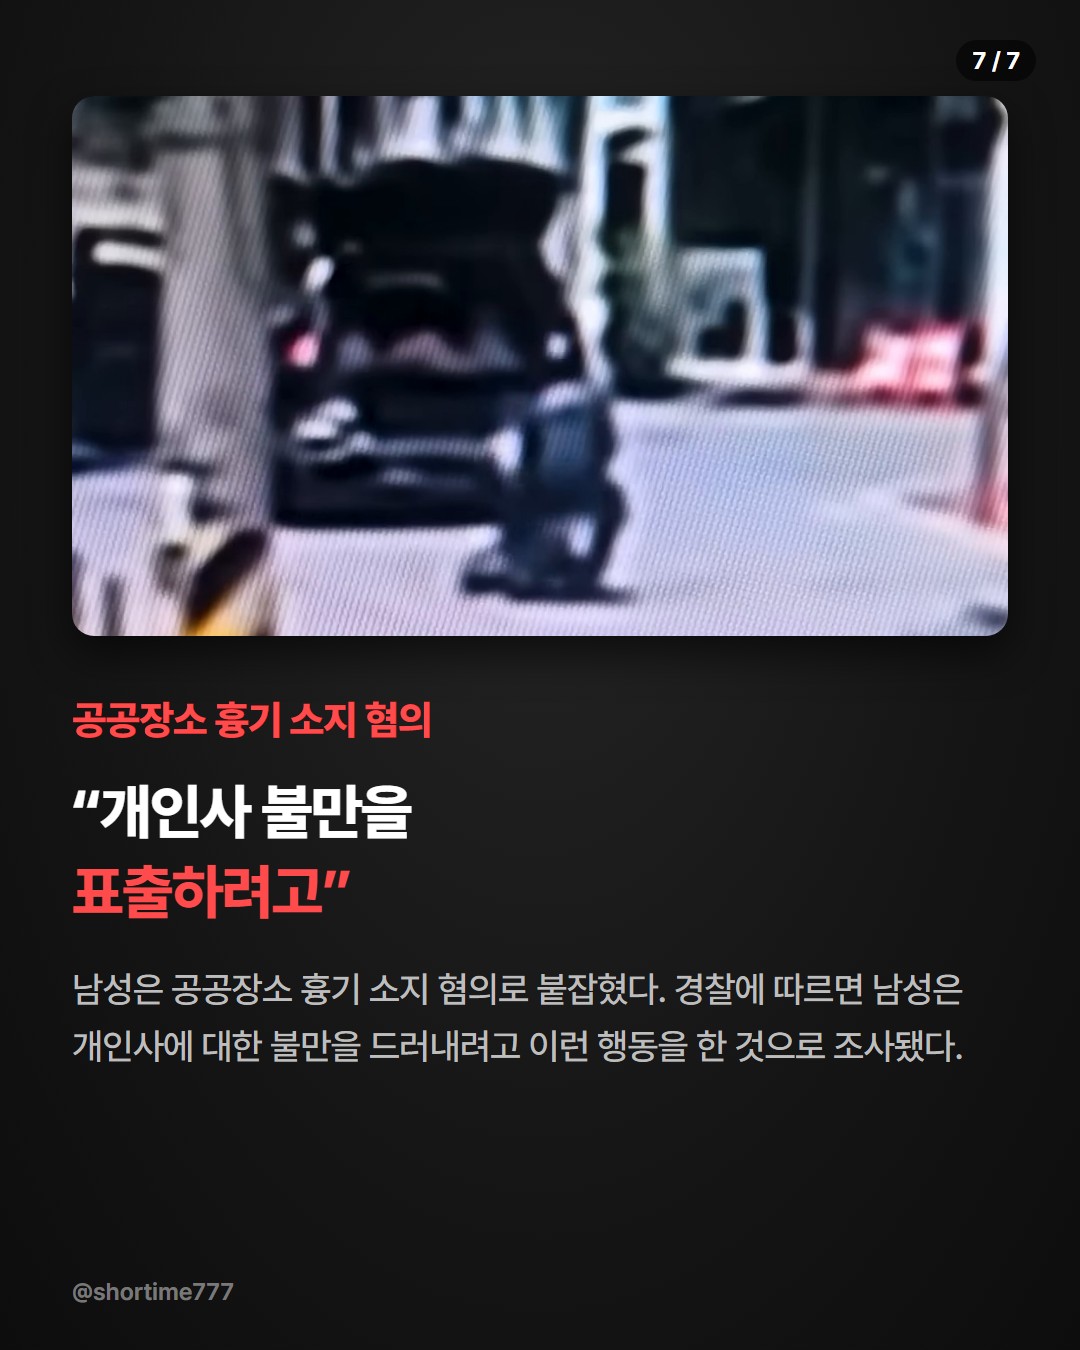 7 / 7
공공장소 흉기 소지 혐의
“개인사 불만을
표출하려고”
남성은 공공장소 흉기 소지 혐의로 붙잡혔다. 경찰에 따르면 남성은
개인사에 대한 불만을 드러내려고 이런 행동을 한 것으로 조사됐다.
@shortime777